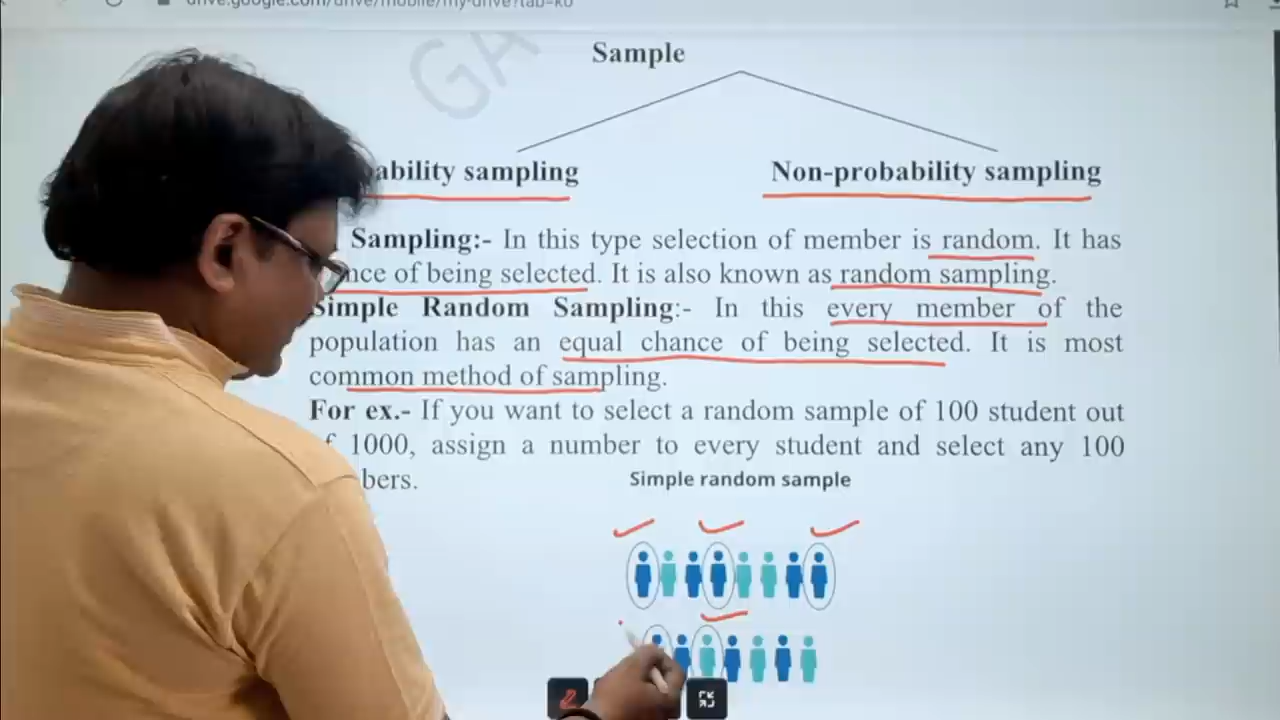 drive.google.com/drive/mobile/my-drive?tab=ko
GA
Sample
ability sampling Non-probability sampling
Sampling:- In this type selection of member is random. It has
nce of being selected. It is also known as random sampling.
Simple Random Sampling:- In this every member of the
population has an equal chance of being selected. It is most
common method of sampling.
For ex.- If you want to select a random sample of 100 student out
1000, assign a number to every student and select any 100
bers.
Simple random sample